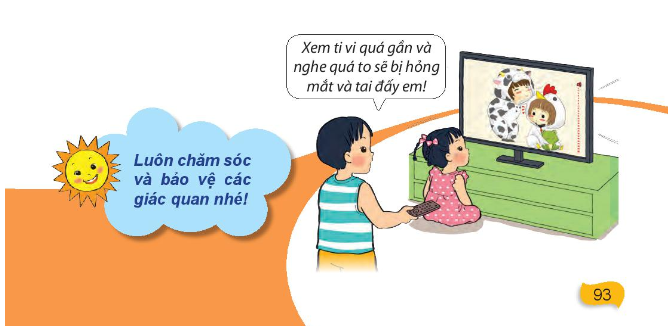 Xem ti vi quá gần và
nghe quá to sẽ bị hỏng
mắt và tai đấy em!
Luôn chăm sóc
và bảo vệ các
giác quan nhé!
93